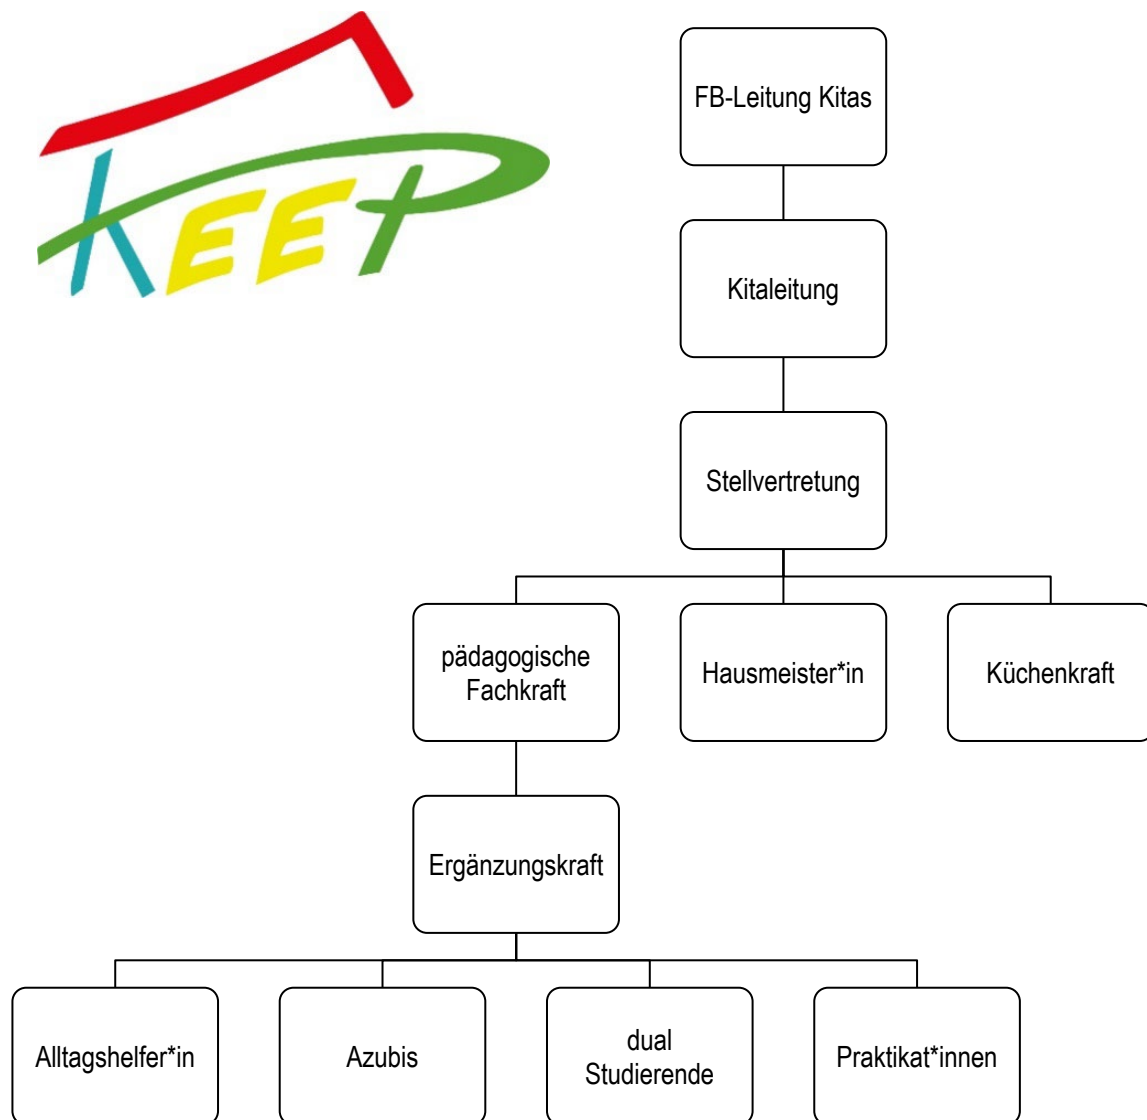 KEEP
FB-Leitung Kitas
Kitaleitung
Stellvertretung
pädagogische
Fachkraft
Hausmeister*in
Küchenkraft
Ergänzungskraft
Alltagshelfer*in
Azubis
dual
Studierende
Praktikat*innen